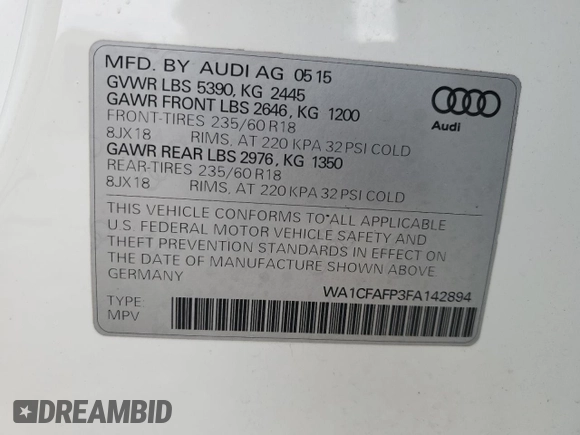 MFD. BY AUDI AG 0515
GVWR LBS 5390, KG 2445
GAWR FRONT LBS 2646, KG 1200
FRONT-TIRES 235/60 R18
8JX18 RIMS, AT 220 KPA 32 PSI COLD
GAWR REAR LBS 2976, KG 1350
REAR-TIRES 235/60 R18
8JX18 RIMS, AT 220 KPA 32 PSI COLD
Audi
THIS VEHICLE CONFORMS TO ALL APPLICABLE
U.S. FEDERAL MOTOR VEHICLE SAFETY AND
THEFT PREVENTION STANDARDS IN EFFECT ON
THE DATE OF MANUFACTURE SHOWN ABOVE
GERMANY
WA1CFAFP3FA142894
TYPE:
MPV
DREAMBID